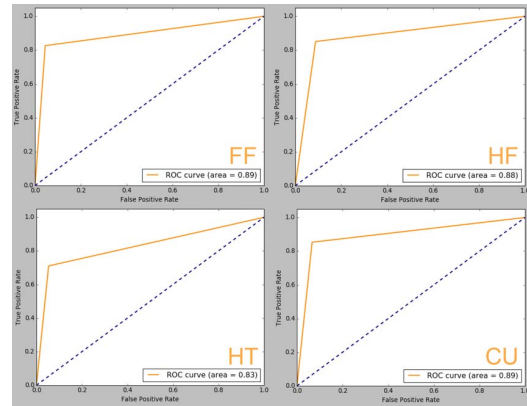 1.0
0.8
0.6
0.4
0.2
0.0
True Positive Rate
FF
ROC curve (area = 0.89)
0.0 0.2 0.4 0.6 0.8 1.0
False Positive Rate
1.0
0.8
0.6
0.4
0.2
0.0
True Positive Rate
HF
ROC curve (area = 0.88)
0.0 0.2 0.4 0.6 0.8 1.0
False Positive Rate
1.0
0.8
0.6
0.4
0.2
0.0
True Positive Rate
HT
ROC curve (area = 0.83)
0.0 0.2 0.4 0.6 0.8 1.0
False Positive Rate
1.0
0.8
0.6
0.4
0.2
0.0
True Positive Rate
CU
ROC curve (area = 0.89)
0.0 0.2 0.4 0.6 0.8 1.0
False Positive Rate